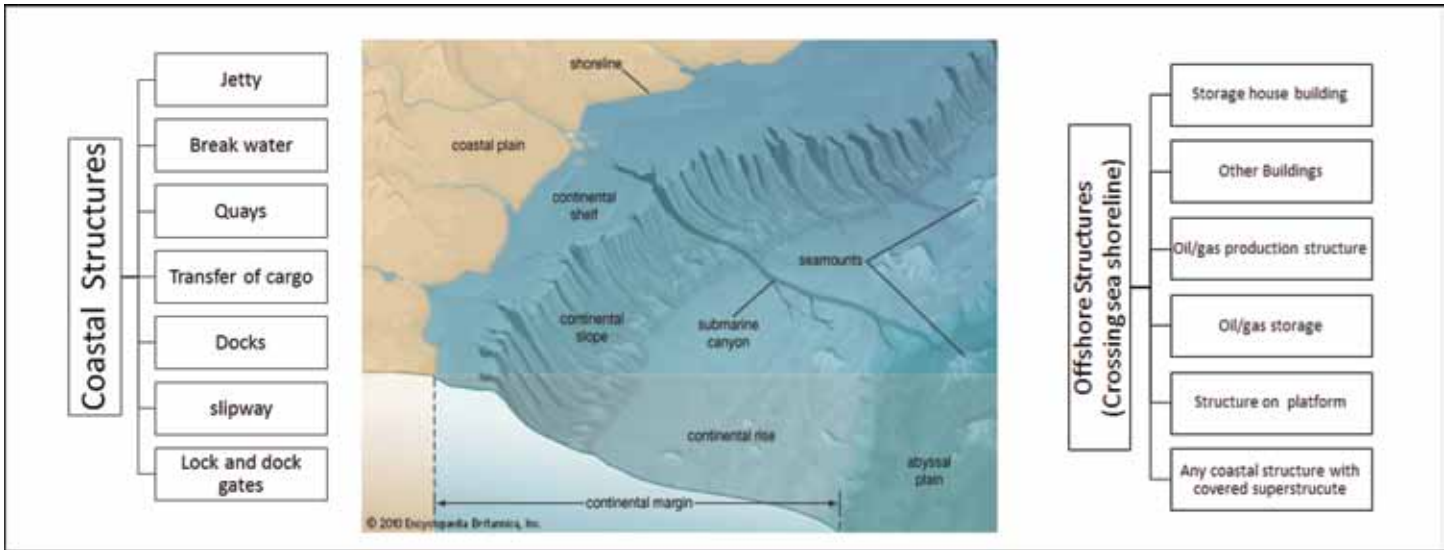 Coastal Structures
Jetty
Break water
Quays
Transfer of cargo
Docks
slipway
Lock and dock
gates
shoreline
coastal plain
continental
shelf
seamounts
continental
slope
submarine
canyon
continental rise
abyssal
plain
continental margin
© 2010 Encyclopædia Britannica, Inc.
Offshore Structures
(Crossing sea shoreline)
Storage house building
Other Buildings
Oil/gas production structure
Oil/gas storage
Structure on platform
Any coastal structure with
covered superstrucute